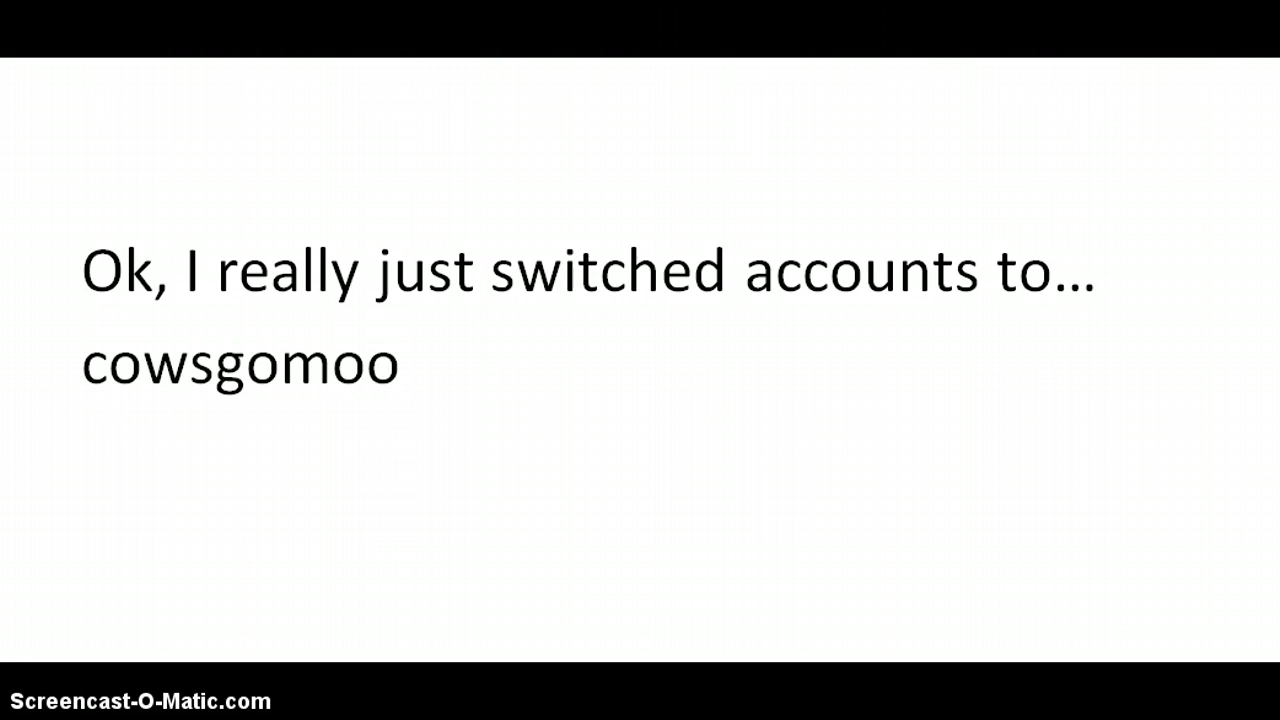 Ok, I really just switched accounts to…
cowsgomoo
Screencast-O-Matic.com